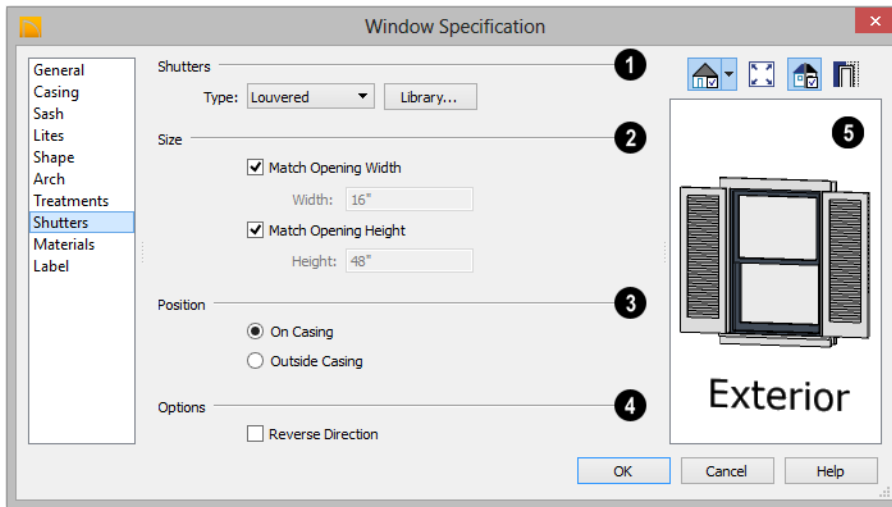 Window Specification
General
Casing
Sash
Lites
Shape
Arch
Treatments
Shutters
Materials
Label
Shutters
1
Type: Louvered Library...
Size
2
Match Opening Width
Width: 16"
Match Opening Height
Height: 48"
Position
3
On Casing
Outside Casing
Options
4
Reverse Direction
5
Exterior
OK Cancel Help